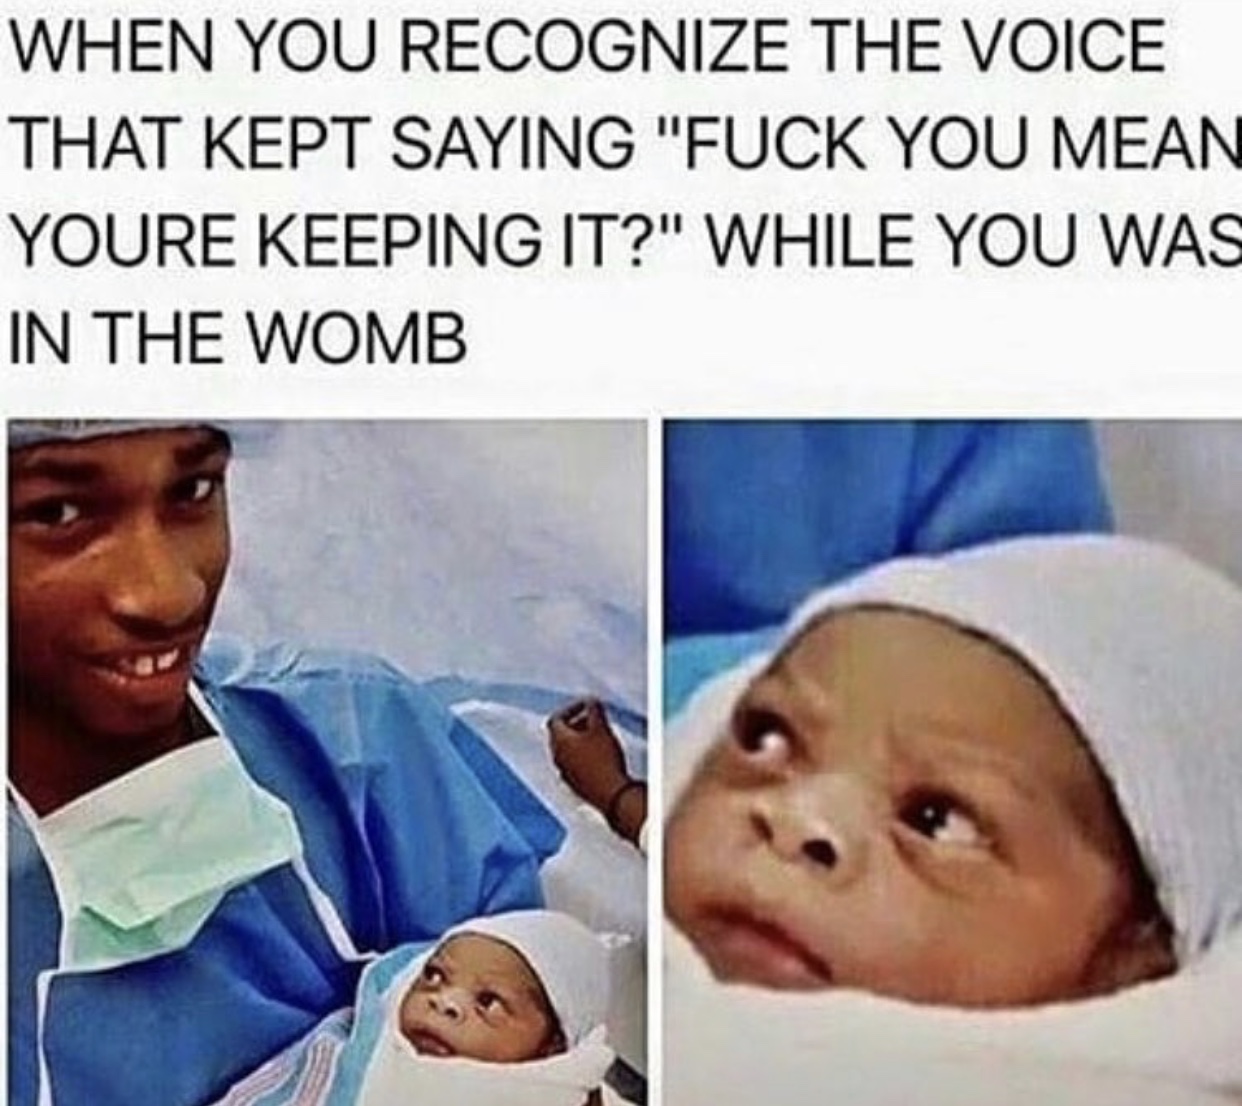 WHEN YOU RECOGNIZE THE VOICE
THAT KEPT SAYING "FUCK YOU MEAN
YOURE KEEPING IT?" WHILE YOU WAS
IN THE WOMB